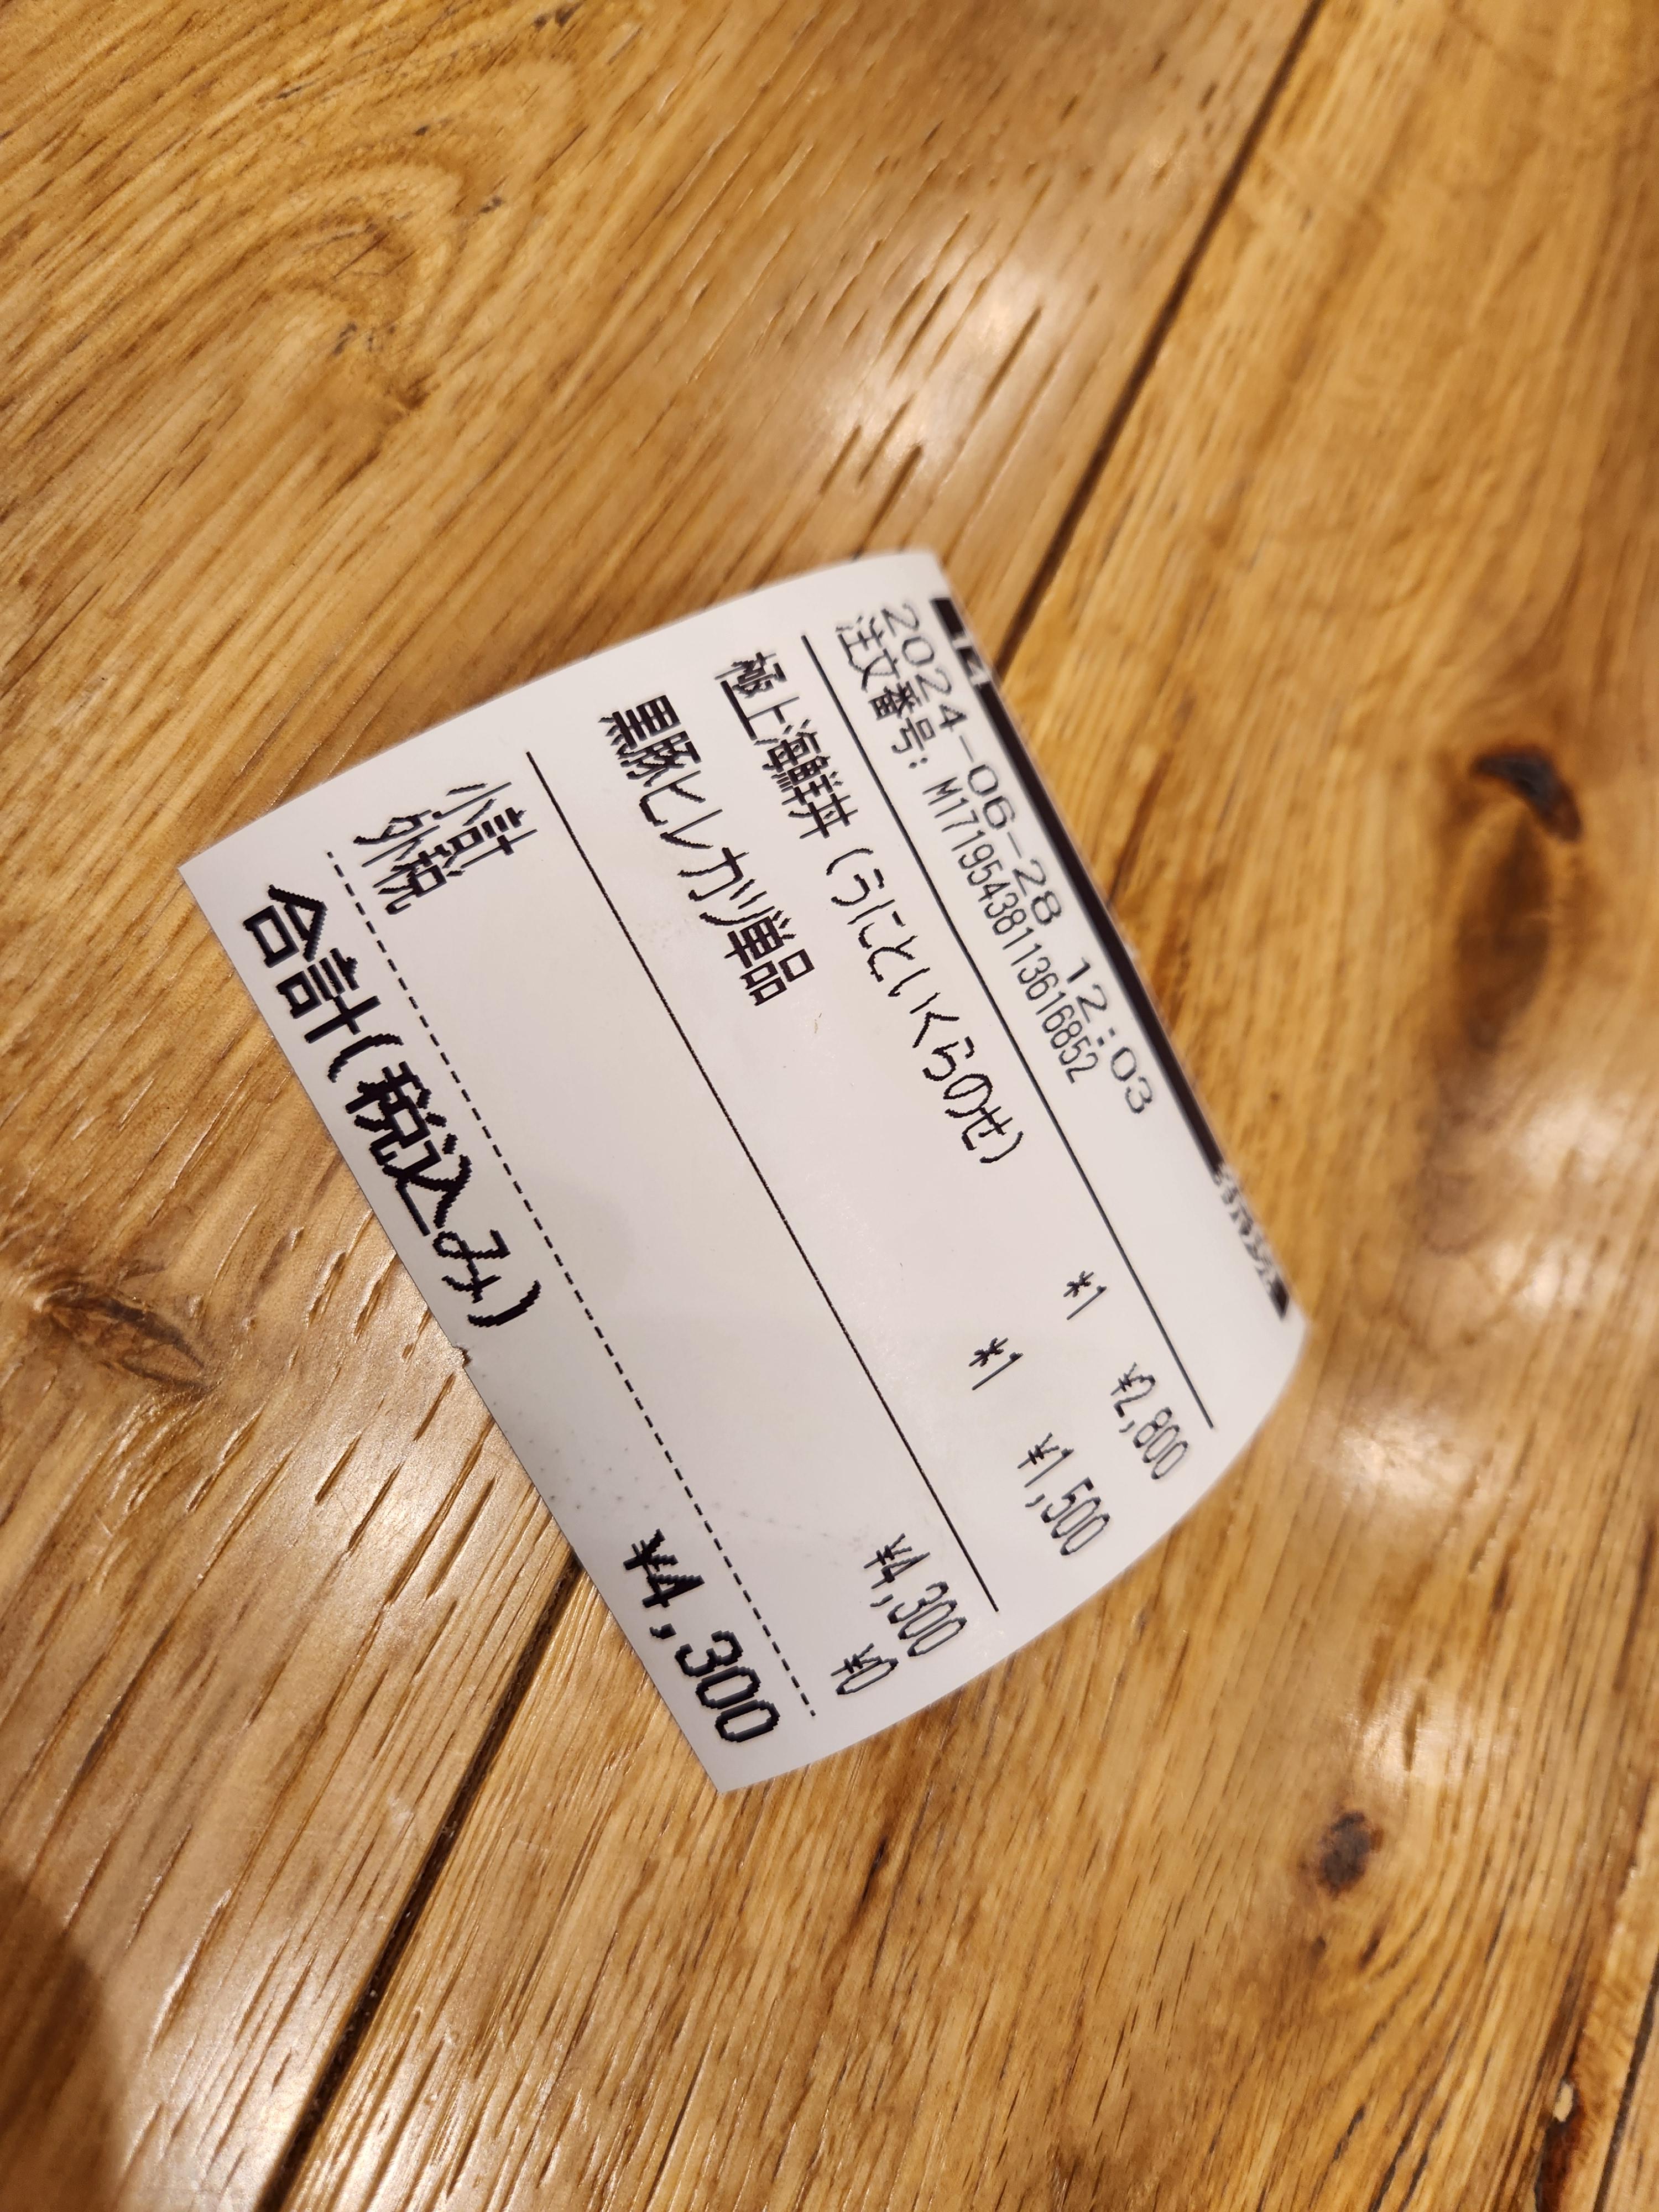 2024-06-28 12:03
注文番号: M171954381136168​52
極上海鮮丼(うにといくらのせ) *1 ¥2,800
黒豚ヒレカツ単品 *1 ¥1,500
小計 ¥4,300
外税 ¥0
合計(税込み) ¥4,300